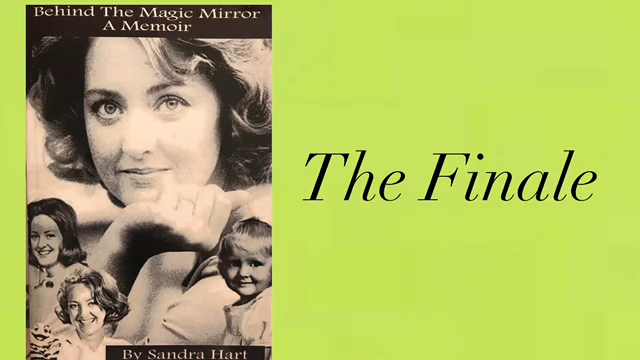 Behind The Magic Mirror
A Memoir
The Finale
By Sandra Hart